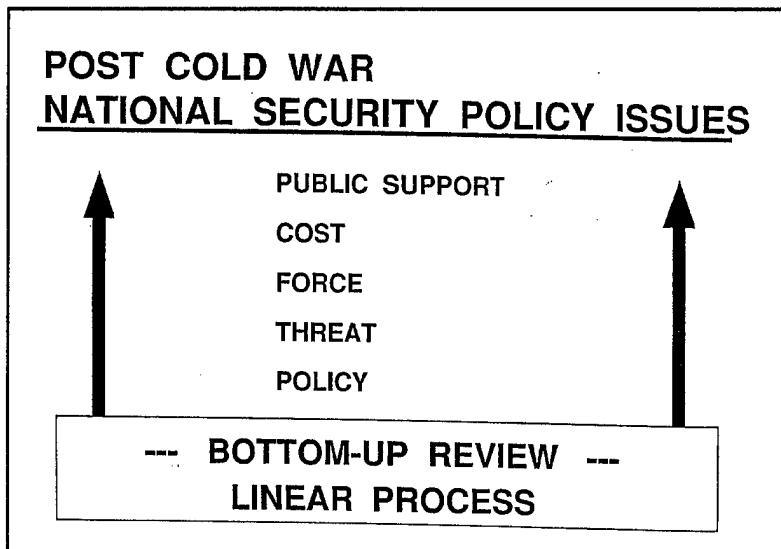 POST COLD WAR
NATIONAL SECURITY POLICY ISSUES
PUBLIC SUPPORT
COST
FORCE
THREAT
POLICY
--- BOTTOM-UP REVIEW ---
LINEAR PROCESS